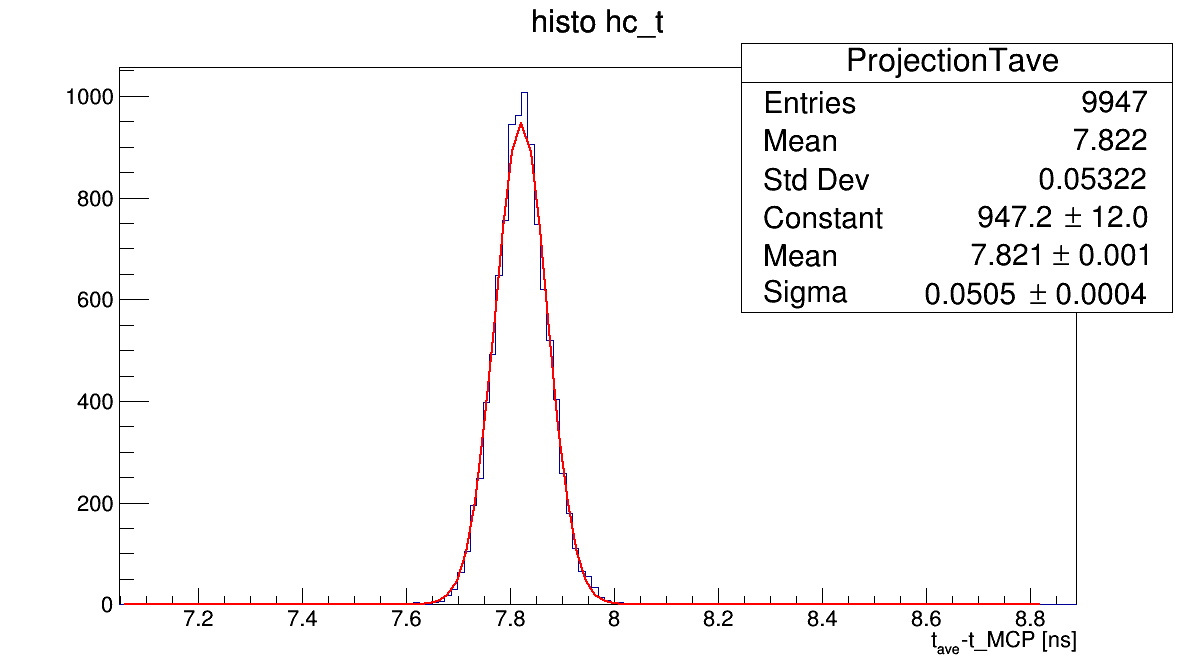 histo hc_t
ProjectionTave
Entries 9947
Mean 7.822
Std Dev 0.05322
Constant 947.2 ± 12.0
Mean 7.821 ± 0.001
Sigma 0.0505 ± 0.0004
1000
800
600
400
200
0
7.2 7.4 7.6 7.8 8 8.2 8.4 8.6 8.8
t_ave-t_MCP [ns]